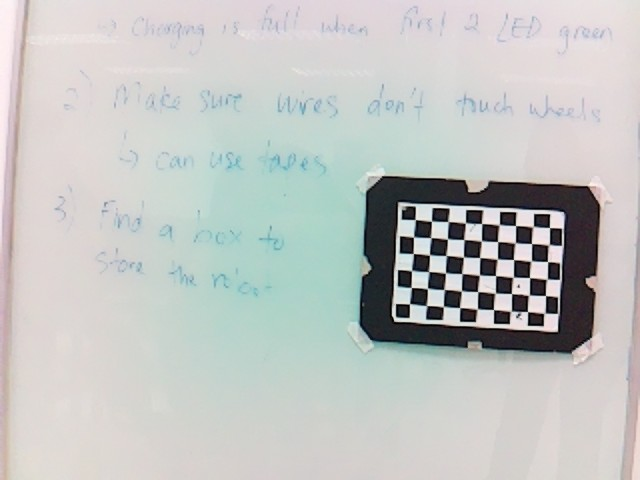 ↳ Charging is full when first 2 LED green
2) Make sure wires don't touch wheels
↳ can use tapes
3) Find a box to
store the robot